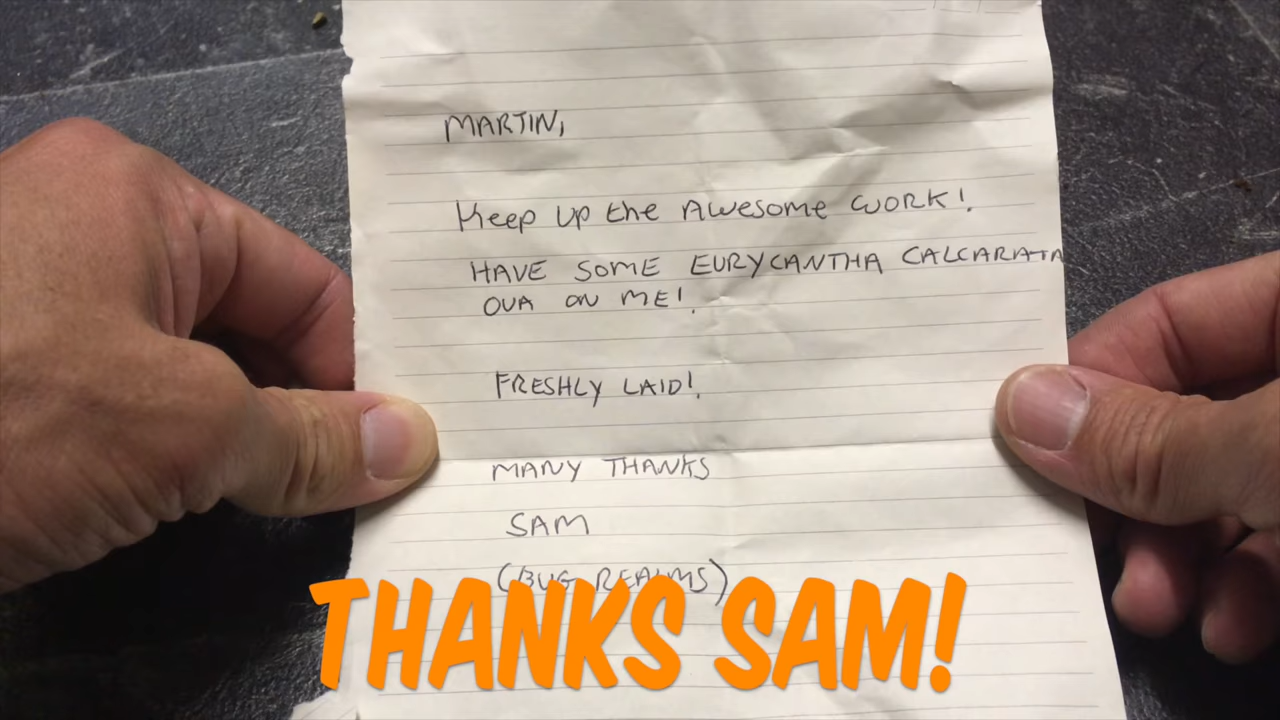 MARTIN,
Keep up the Awesome WORK!
HAVE SOME EURYCANTHA CALCARATA
OVA ON ME!
FRESHLY LAID!
MANY THANKS
SAM
(BUG REALMS)
THANKS SAM!